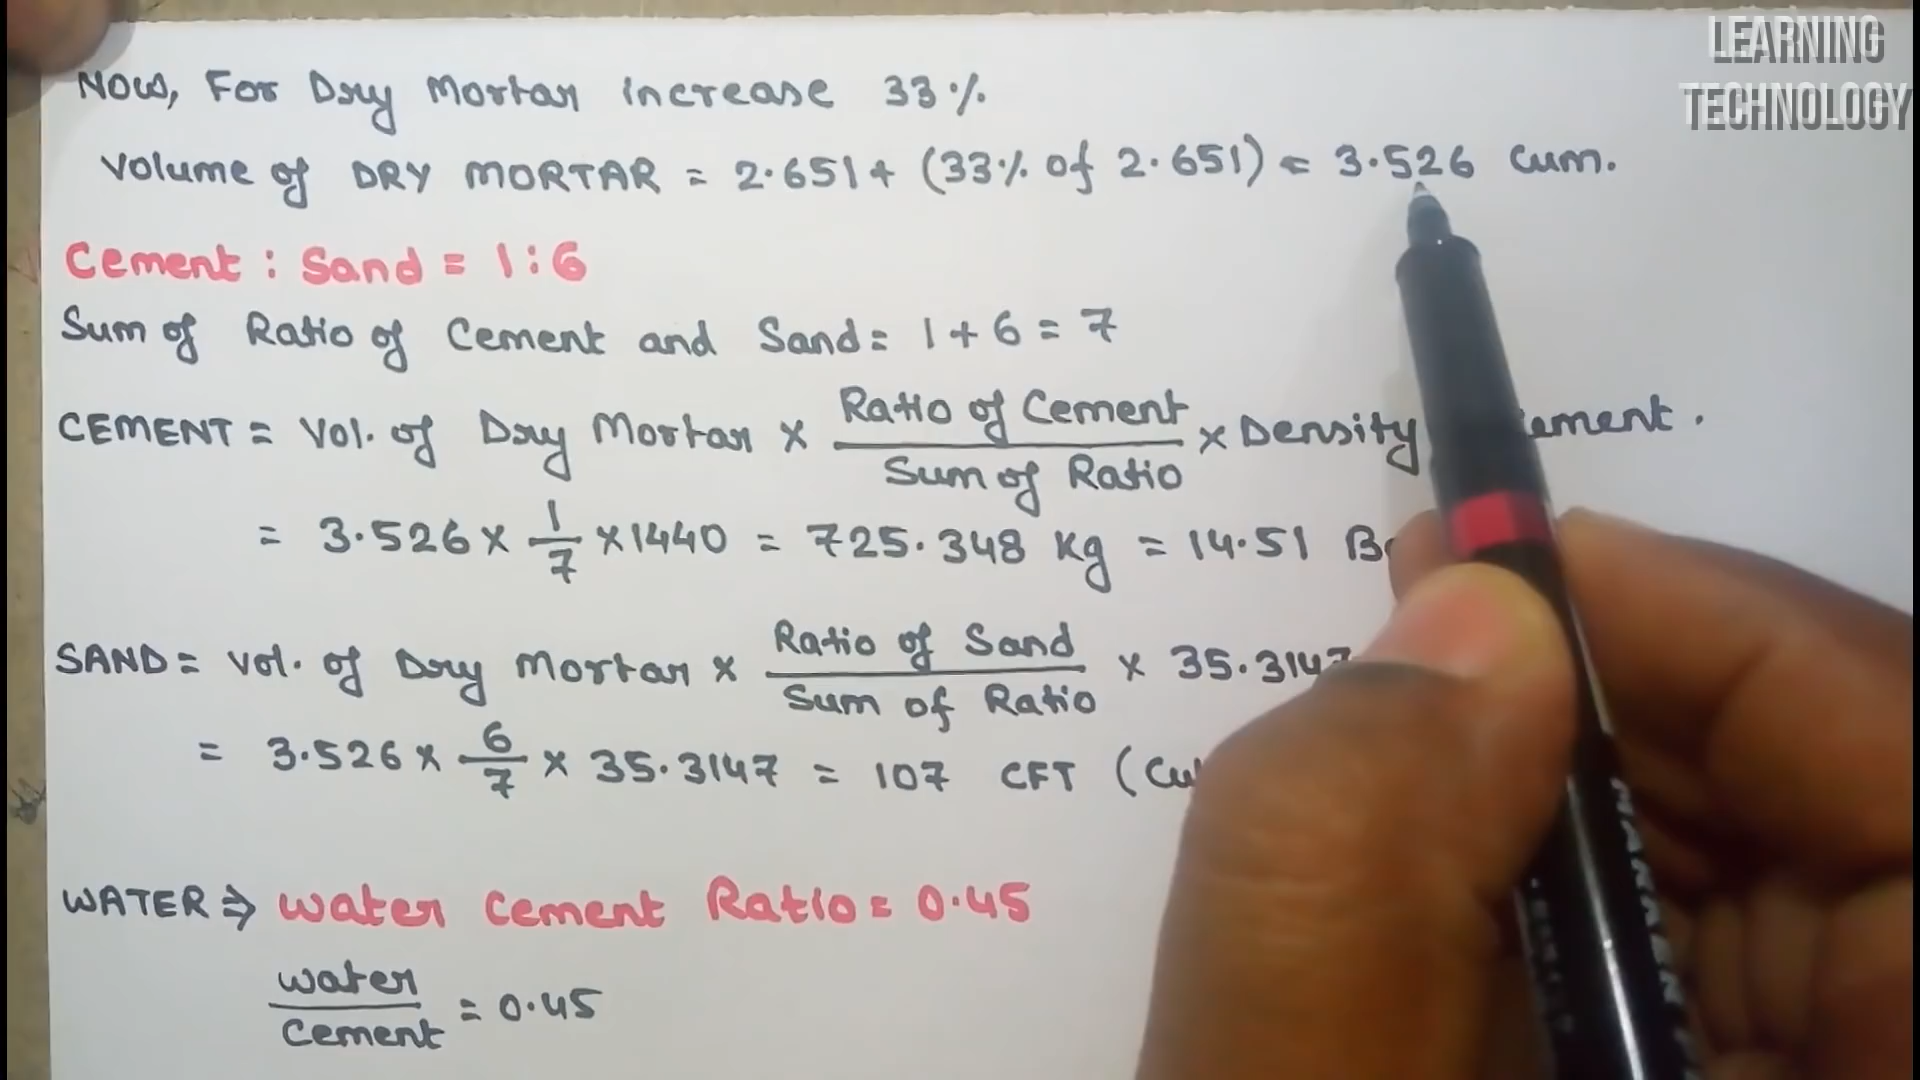 LEARNING
TECHNOLOGY
Now, For Dry Mortar increase 33%
Volume of DRY MORTAR = 2.651 + (33% of 2.651) = 3.526 Cum.
Cement : Sand = 1:6
Sum of Ratio of Cement and Sand = 1 + 6 = 7
CEMENT = Vol. of Dry Mortar × Ratio of Cement / Sum of Ratio × Density
= 3.526 × 1/7 × 1440 = 725.348 Kg = 14.51
SAND = Vol. of Dry Mortar × Ratio of Sand / Sum of Ratio × 35.3147
= 3.526 × 6/7 × 35.3147 = 107 CFT
WATER ⇒ Water Cement Ratio = 0.45
Water / Cement = 0.45